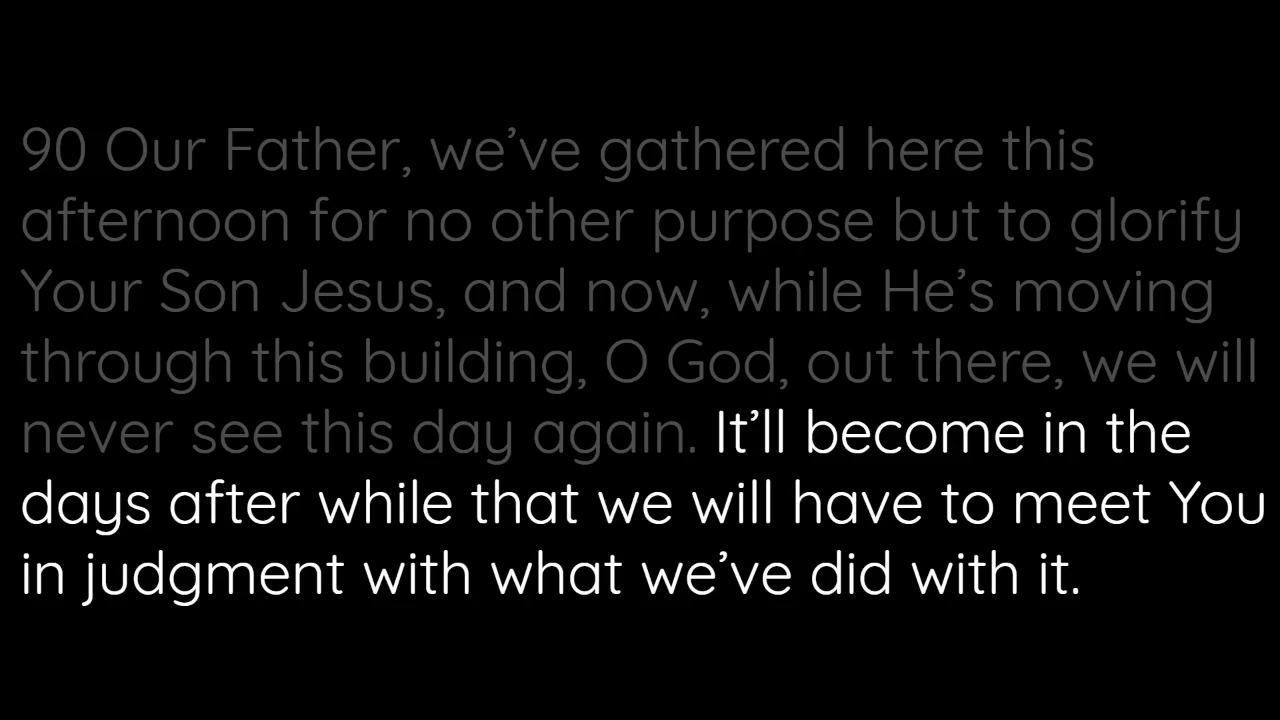 90 Our Father, we’ve gathered here this
afternoon for no other purpose but to glorify
Your Son Jesus, and now, while He’s moving
through this building, O God, out there, we will
never see this day again. It’ll become in the
days after while that we will have to meet You
in judgment with what we’ve did with it.